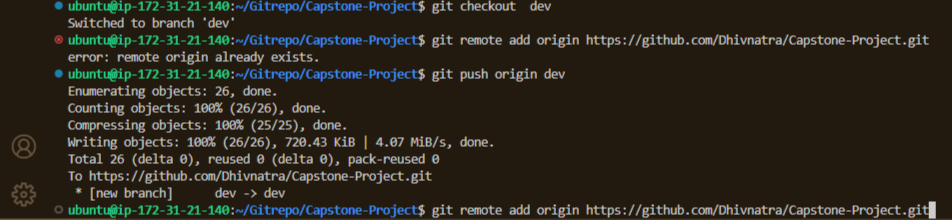 ubuntu@ip-172-31-21-140:~/Gitrepo/Capstone-Project$ git checkout  dev
Switched to branch 'dev'
ubuntu@ip-172-31-21-140:~/Gitrepo/Capstone-Project$ git remote add origin https://github.com/Dhivnatra/Capstone-Project.git
error: remote origin already exists.
ubuntu@ip-172-31-21-140:~/Gitrepo/Capstone-Project$ git push origin dev
Enumerating objects: 26, done.
Counting objects: 100% (26/26), done.
Compressing objects: 100% (25/25), done.
Writing objects: 100% (26/26), 720.43 KiB | 4.07 MiB/s, done.
Total 26 (delta 0), reused 0 (delta 0), pack-reused 0
To https://github.com/Dhivnatra/Capstone-Project.git
 * [new branch]      dev -> dev
ubuntu@ip-172-31-21-140:~/Gitrepo/Capstone-Project$ git remote add origin https://github.com/Dhivnatra/Capstone-Project.git